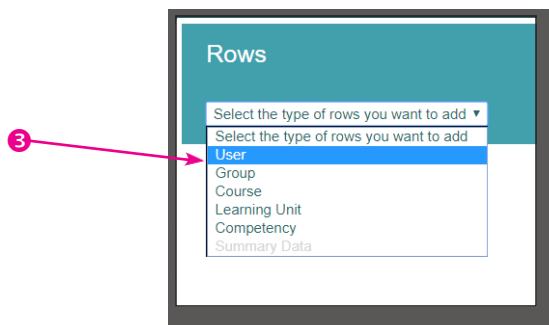 Rows
Select the type of rows you want to add
3
Select the type of rows you want to add
User
Group
Course
Learning Unit
Competency
Summary Data